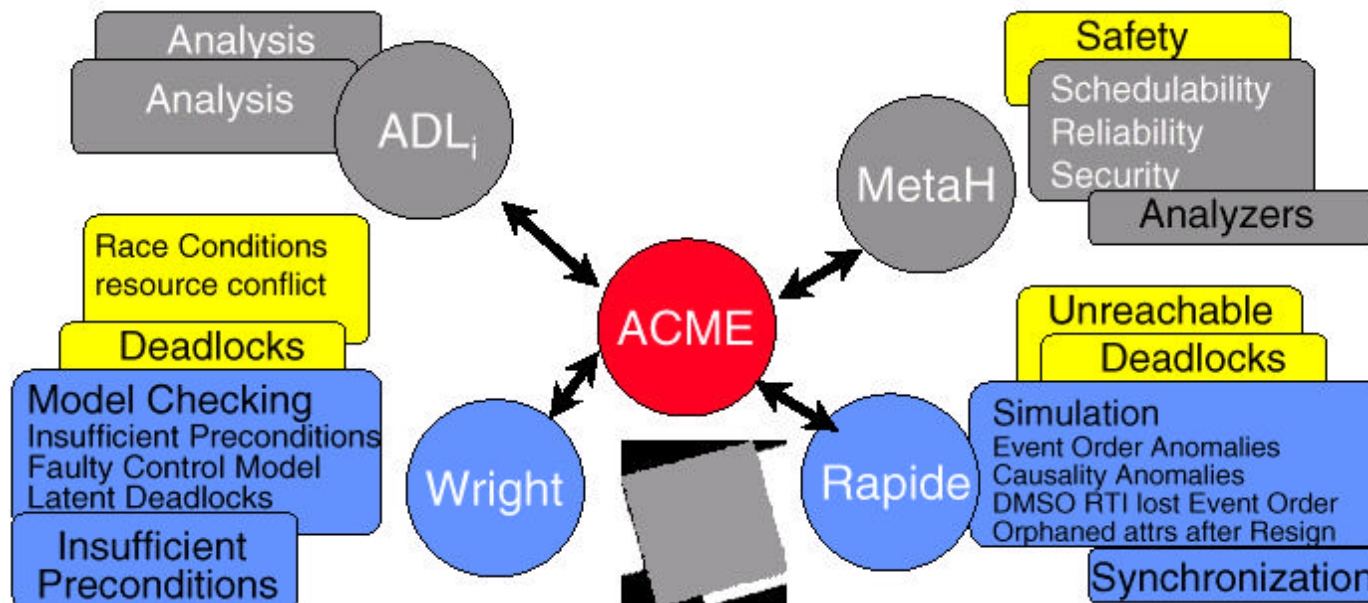 Analysis
Analysis
ADLi
Safety
Schedulability
Reliability
Security
Analyzers
MetaH
Race Conditions
resource conflict
Deadlocks
Model Checking
Insufficient Preconditions
Faulty Control Model
Latent Deadlocks
Insufficient
Preconditions
Wright
ACME
Rapide
Unreachable
Deadlocks
Simulation
Event Order Anomalies
Causality Anomalies
DMSO RTI lost Event Order
Orphaned attrs after Resign
Synchronization